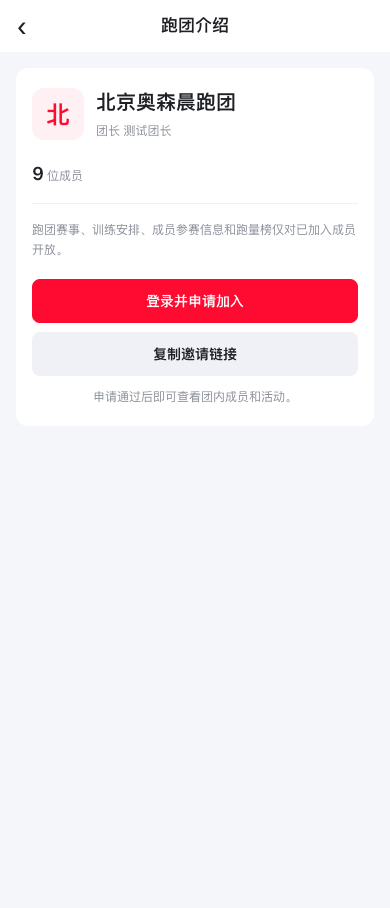 跑团介绍
北
北京奥森晨跑团
团长 测试团长
9 位成员
跑团赛事、训练安排、成员参赛信息和跑量榜仅对已加入成员
开放。
登录并申请加入
复制邀请链接
申请通过后即可查看团内成员和活动。